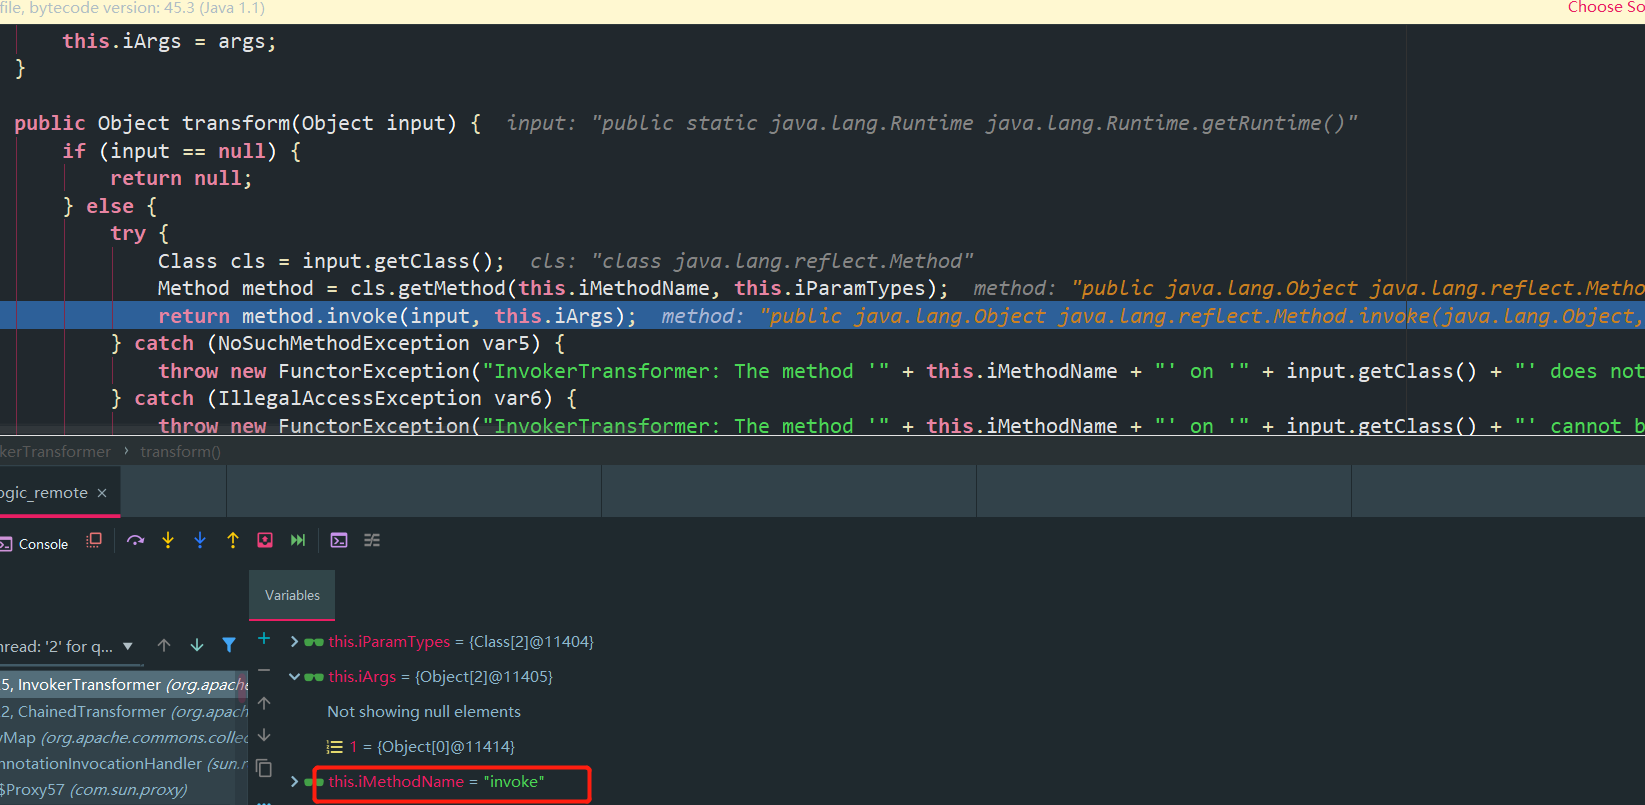 file, bytecode version: 45.3 (Java 1.1)
Choose So
this.iArgs = args;
}
public Object transform(Object input) { input: "public static java.lang.Runtime java.lang.Runtime.getRuntime()"
if (input == null) {
return null;
} else {
try {
Class cls = input.getClass(); cls: "class java.lang.reflect.Method"
Method method = cls.getMethod(this.iMethodName, this.iParamTypes); method: "public java.lang.Object java.lang.reflect.Metho
return method.invoke(input, this.iArgs); method: "public java.lang.Object java.lang.reflect.Method.invoke(java.lang.Object,
} catch (NoSuchMethodException var5) {
throw new FunctorException("InvokerTransformer: The method '" + this.iMethodName + "' on '" + input.getClass() + "' does not
} catch (IllegalAccessException var6) {
throw new FunctorException("InvokerTransformer: The method '" + this.iMethodName + "' on '" + input.getClass() + "' cannot b
kerTransformer › transform()
ogic_remote ×
Console
Variables
hread: '2' for q...
this.iParamTypes = {Class[2]@11404}
5, InvokerTransformer (org.apache
this.iArgs = {Object[2]@11405}
2, ChainedTransformer (org.apach
Not showing null elements
yMap (org.apache.commons.collec
1 = {Object[0]@11414}
nnotationInvocationHandler (sun.r
this.iMethodName = "invoke"
$Proxy57 (com.sun.proxy)